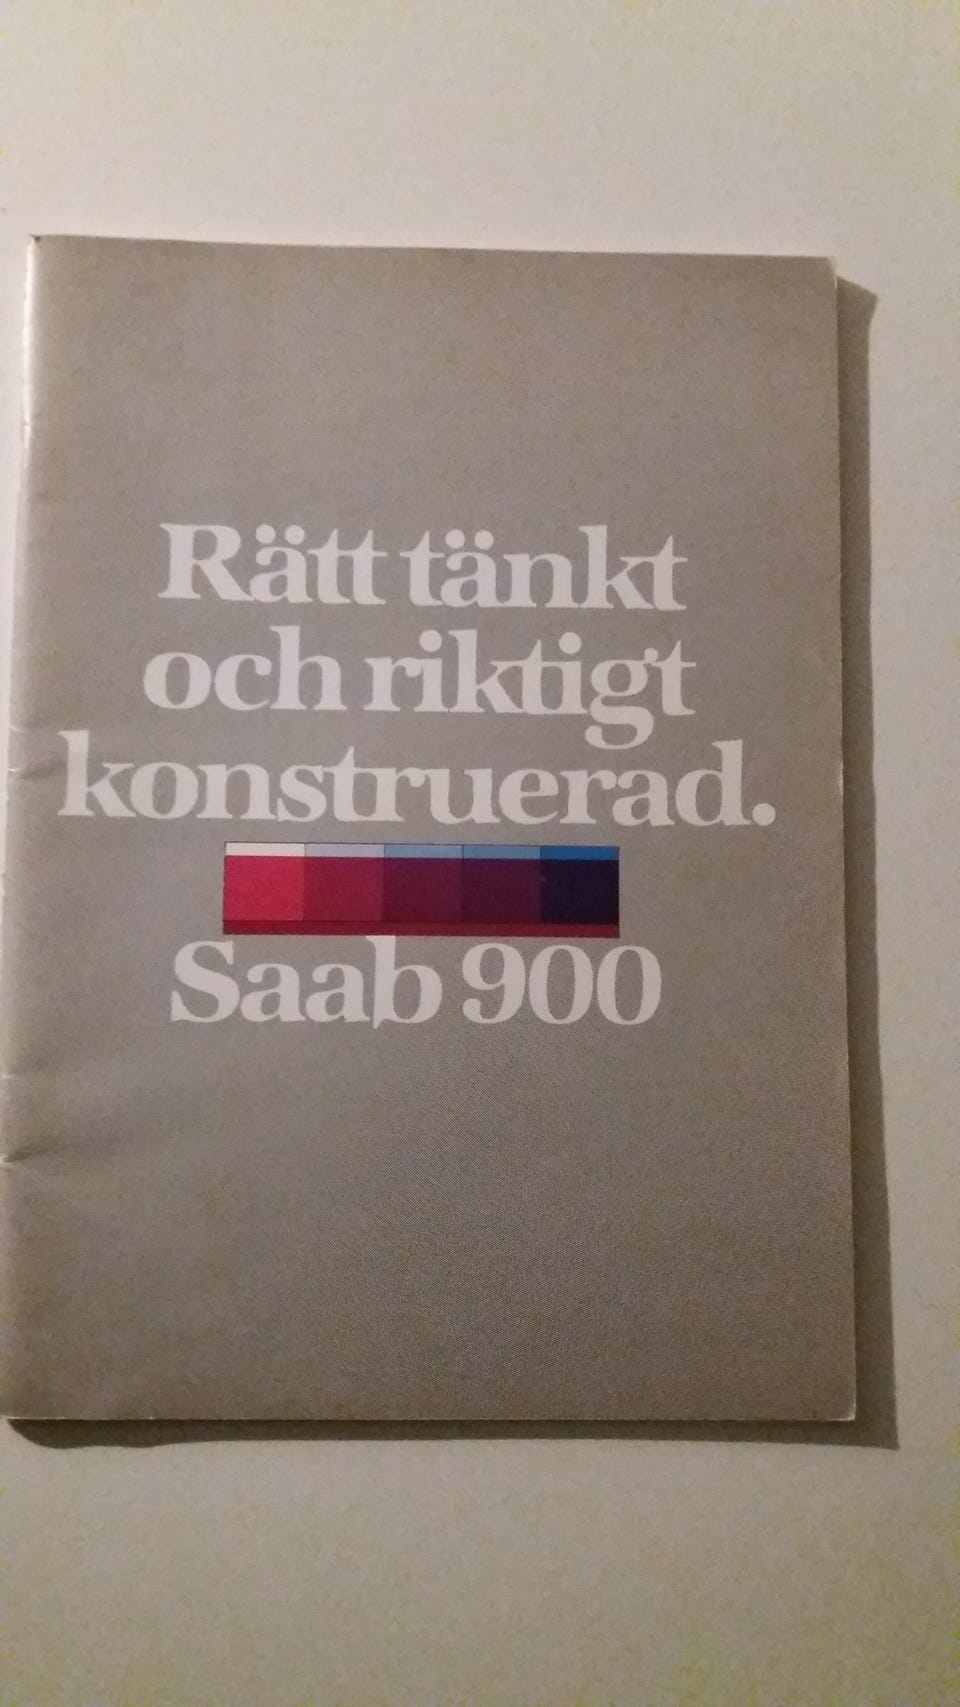 Rätt tänkt
och riktigt
konstruerad.
Saab 900